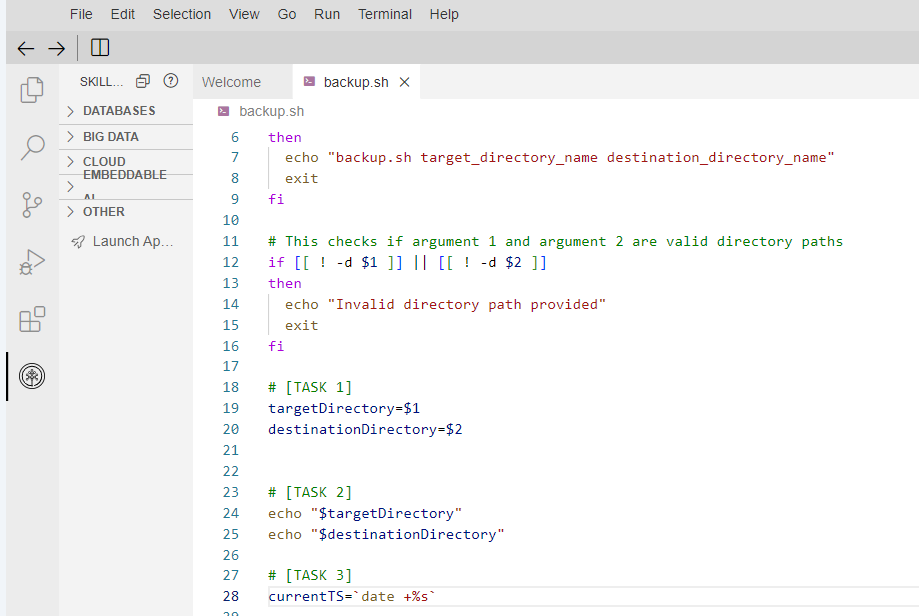 File Edit Selection View Go Run Terminal Help
SKILL...
DATABASES
BIG DATA
CLOUD
EMBEDDABLE
AI
OTHER
Launch Ap...
Welcome backup.sh
backup.sh
6 then
7 echo "backup.sh target_directory_name destination_directory_name"
8 exit
9 fi
10
11 # This checks if argument 1 and argument 2 are valid directory paths
12 if [[ ! -d $1 ]] || [[ ! -d $2 ]]
13 then
14 echo "Invalid directory path provided"
15 exit
16 fi
17
18 # [TASK 1]
19 targetDirectory=$1
20 destinationDirectory=$2
21
22
23 # [TASK 2]
24 echo "$targetDirectory"
25 echo "$destinationDirectory"
26
27 # [TASK 3]
28 currentTS=`date +%s`
29